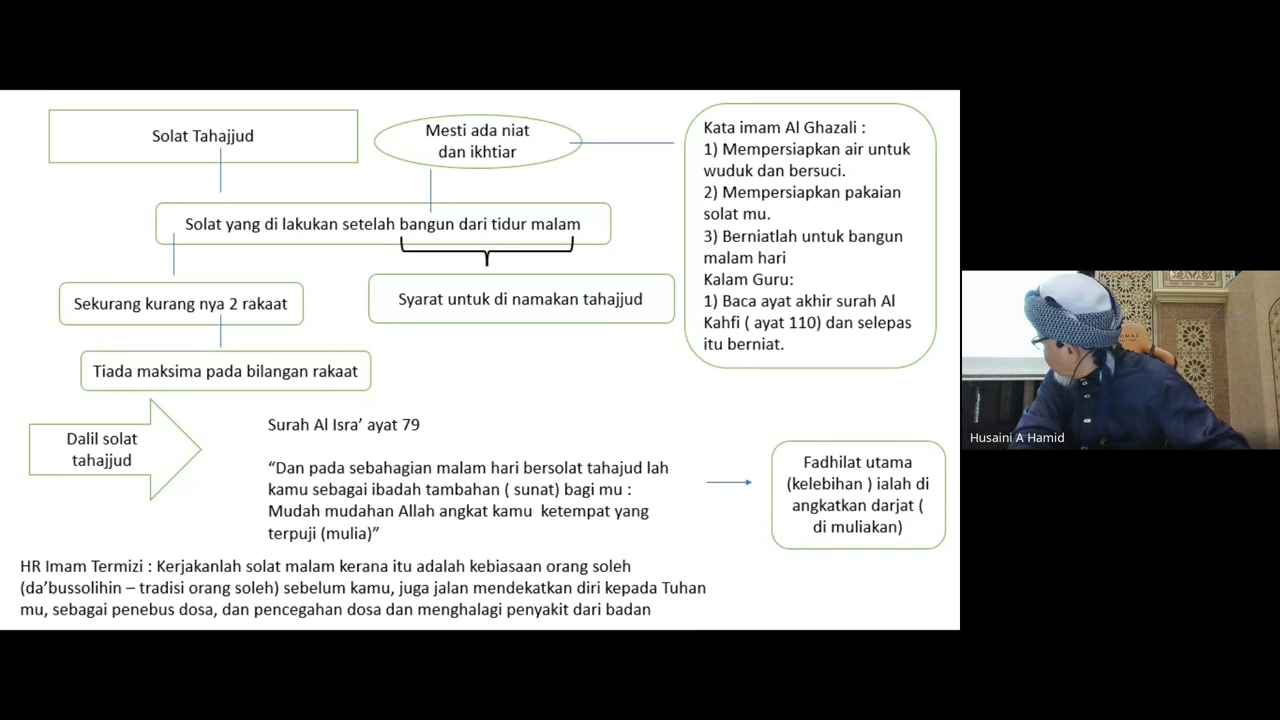 Solat Tahajjud
Mesti ada niat
dan ikhtiar
Solat yang di lakukan setelah bangun dari tidur malam
Sekurang kurang nya 2 rakaat
Syarat untuk di namakan tahajjud
Tiada maksima pada bilangan rakaat
Kata imam Al Ghazali :
1) Mempersiapkan air untuk
wuduk dan bersuci.
2) Mempersiapkan pakaian
solat mu.
3) Berniatlah untuk bangun
malam hari
Kalam Guru:
1) Baca ayat akhir surah Al
Kahfi ( ayat 110) dan selepas
itu berniat.
Dalil solat
tahajjud
Surah Al Isra’ ayat 79
“Dan pada sebahagian malam hari bersolat tahajud lah
kamu sebagai ibadah tambahan ( sunat) bagi mu :
Mudah mudahan Allah angkat kamu  ketempat yang
terpuji (mulia)”
Fadhilat utama
(kelebihan ) ialah di
angkatkan darjat (
di muliakan)
HR Imam Termizi : Kerjakanlah solat malam kerana itu adalah kebiasaan orang soleh
(da’bussolihin – tradisi orang soleh) sebelum kamu, juga jalan mendekatkan diri kepada Tuhan
mu, sebagai penebus dosa, dan pencegahan dosa dan menghalagi penyakit dari badan
Husaini A Hamid